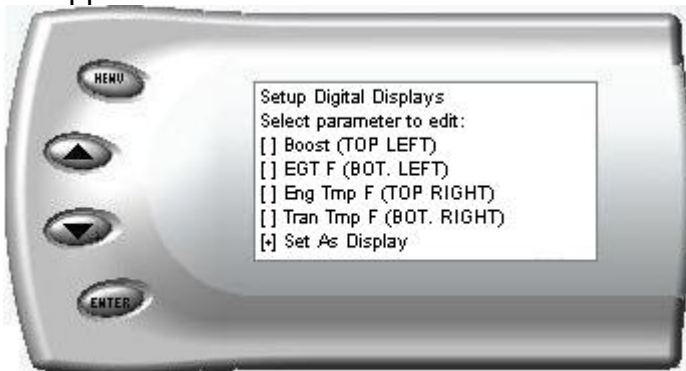 MENU
Setup Digital Displays
Select parameter to edit:
[ ] Boost (TOP LEFT)
[ ] EGT F (BOT. LEFT)
[ ] Eng Tmp F (TOP RIGHT)
[ ] Tran Tmp F (BOT. RIGHT)
[+] Set As Display
ENTER